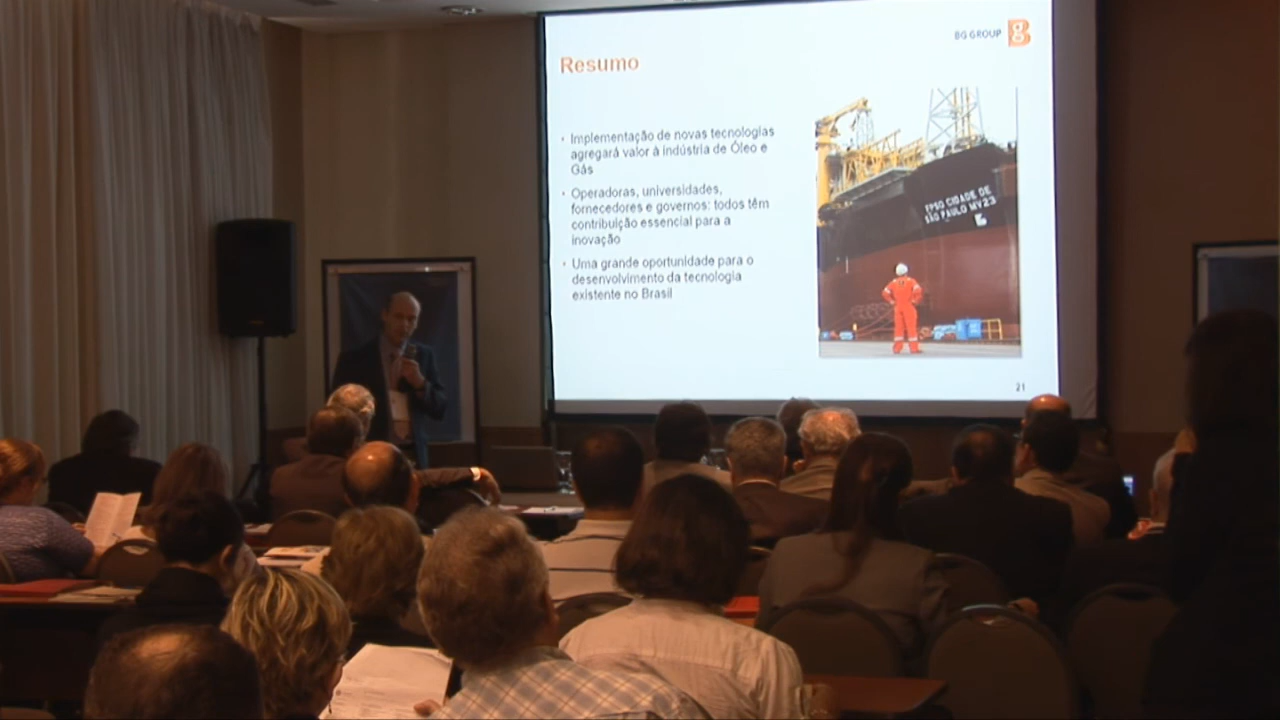 BG GROUP
Resumo
• Implementação de novas tecnologias
agregará valor à indústria de Óleo e
Gás
• Operadoras, universidades,
fornecedores e governos: todos têm
contribuição essencial para a
inovação
• Uma grande oportunidade para o
desenvolvimento da tecnologia
existente no Brasil
FPSO CIDADE DE
SÃO PAULO MV23
21